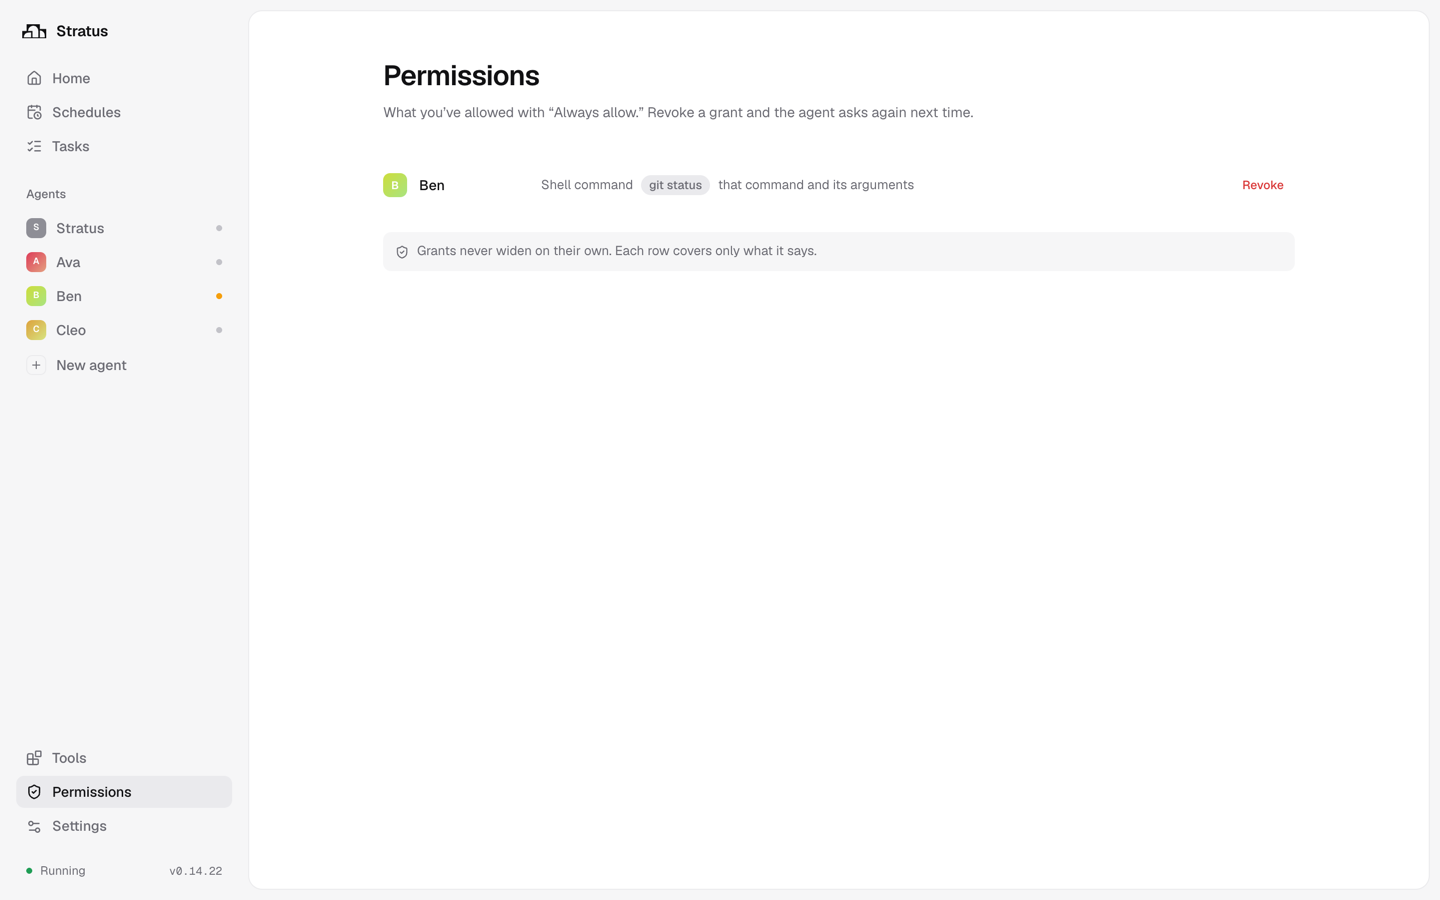 Stratus
Home
Schedules
Tasks
Agents
S Stratus
A Ava
B Ben
C Cleo
New agent
Tools
Permissions
Settings
Running v0.14.22
Permissions
What you’ve allowed with “Always allow.” Revoke a grant and the agent asks again next time.
B Ben Shell command git status that command and its arguments Revoke
Grants never widen on their own. Each row covers only what it says.